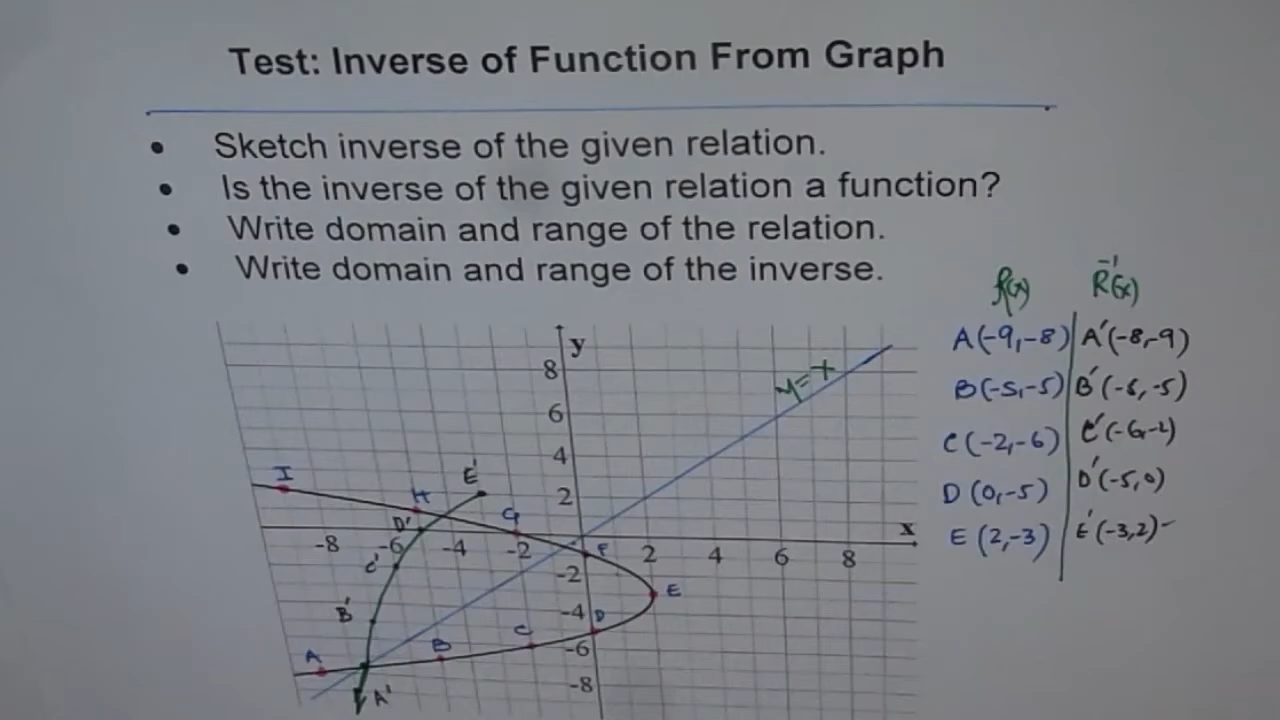 Test: Inverse of Function From Graph
• Sketch inverse of the given relation.
• Is the inverse of the given relation a function?
• Write domain and range of the relation.
• Write domain and range of the inverse.
f(x) R⁻¹(x)
A(-9,-8) A'(-8,-9)
B(-5,-5) B'(-6,-5)
C(-2,-6) C'(-6,-2)
D(0,-5) D'(-5,0)
E(2,-3) E'(-3,2)
y
8
y=x
6
4
I E'
H 2
D' G x
-8 -6 -4 -2 F 2 4 6 8
C' -2
E
B' -4 D
C
A B -6
A' -8